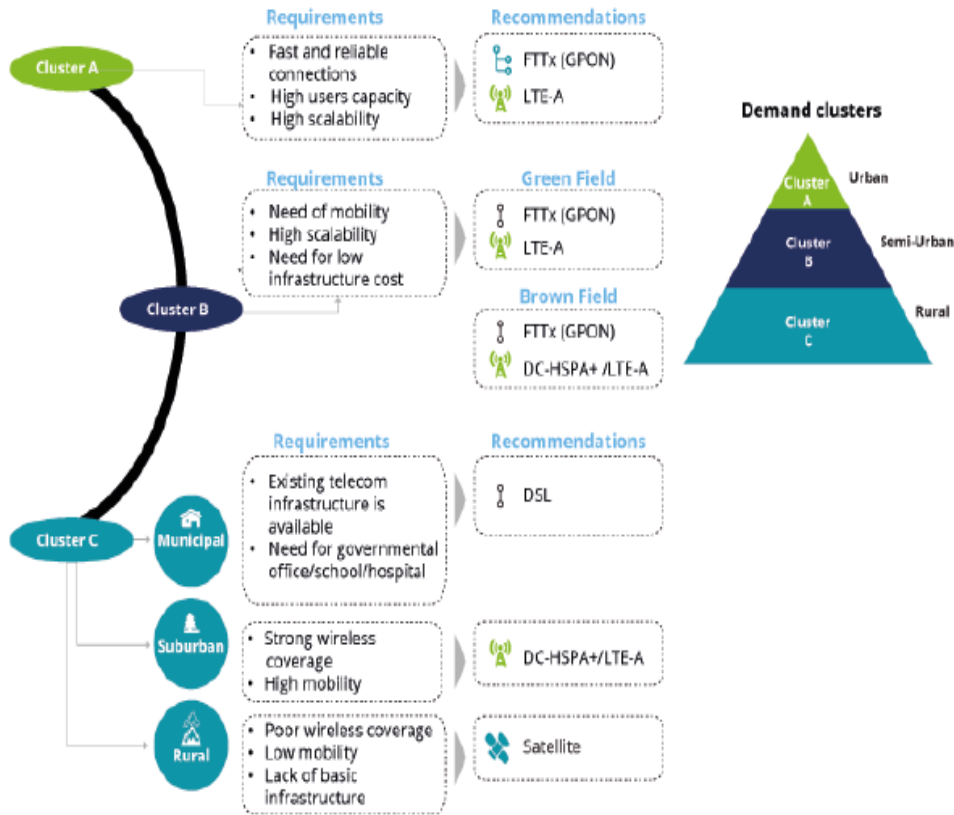 Requirements
Recommendations
Cluster A
• Fast and reliable
connections
• High users capacity
• High scalability
FTTx (GPON)
LTE-A
Demand clusters
Cluster
A
Urban
Cluster
B
Semi-Urban
Cluster
C
Rural
Requirements
Green Field
• Need of mobility
• High scalability
• Need for low
infrastructure cost
FTTx (GPON)
LTE-A
Cluster B
Brown Field
FTTx (GPON)
DC-HSPA+ /LTE-A
Requirements
Recommendations
Cluster C
Municipal
• Existing telecom
infrastructure is
available
• Need for governmental
office/school/hospital
DSL
Suburban
• Strong wireless
coverage
• High mobility
DC-HSPA+/LTE-A
Rural
• Poor wireless coverage
• Low mobility
• Lack of basic
infrastructure
Satellite